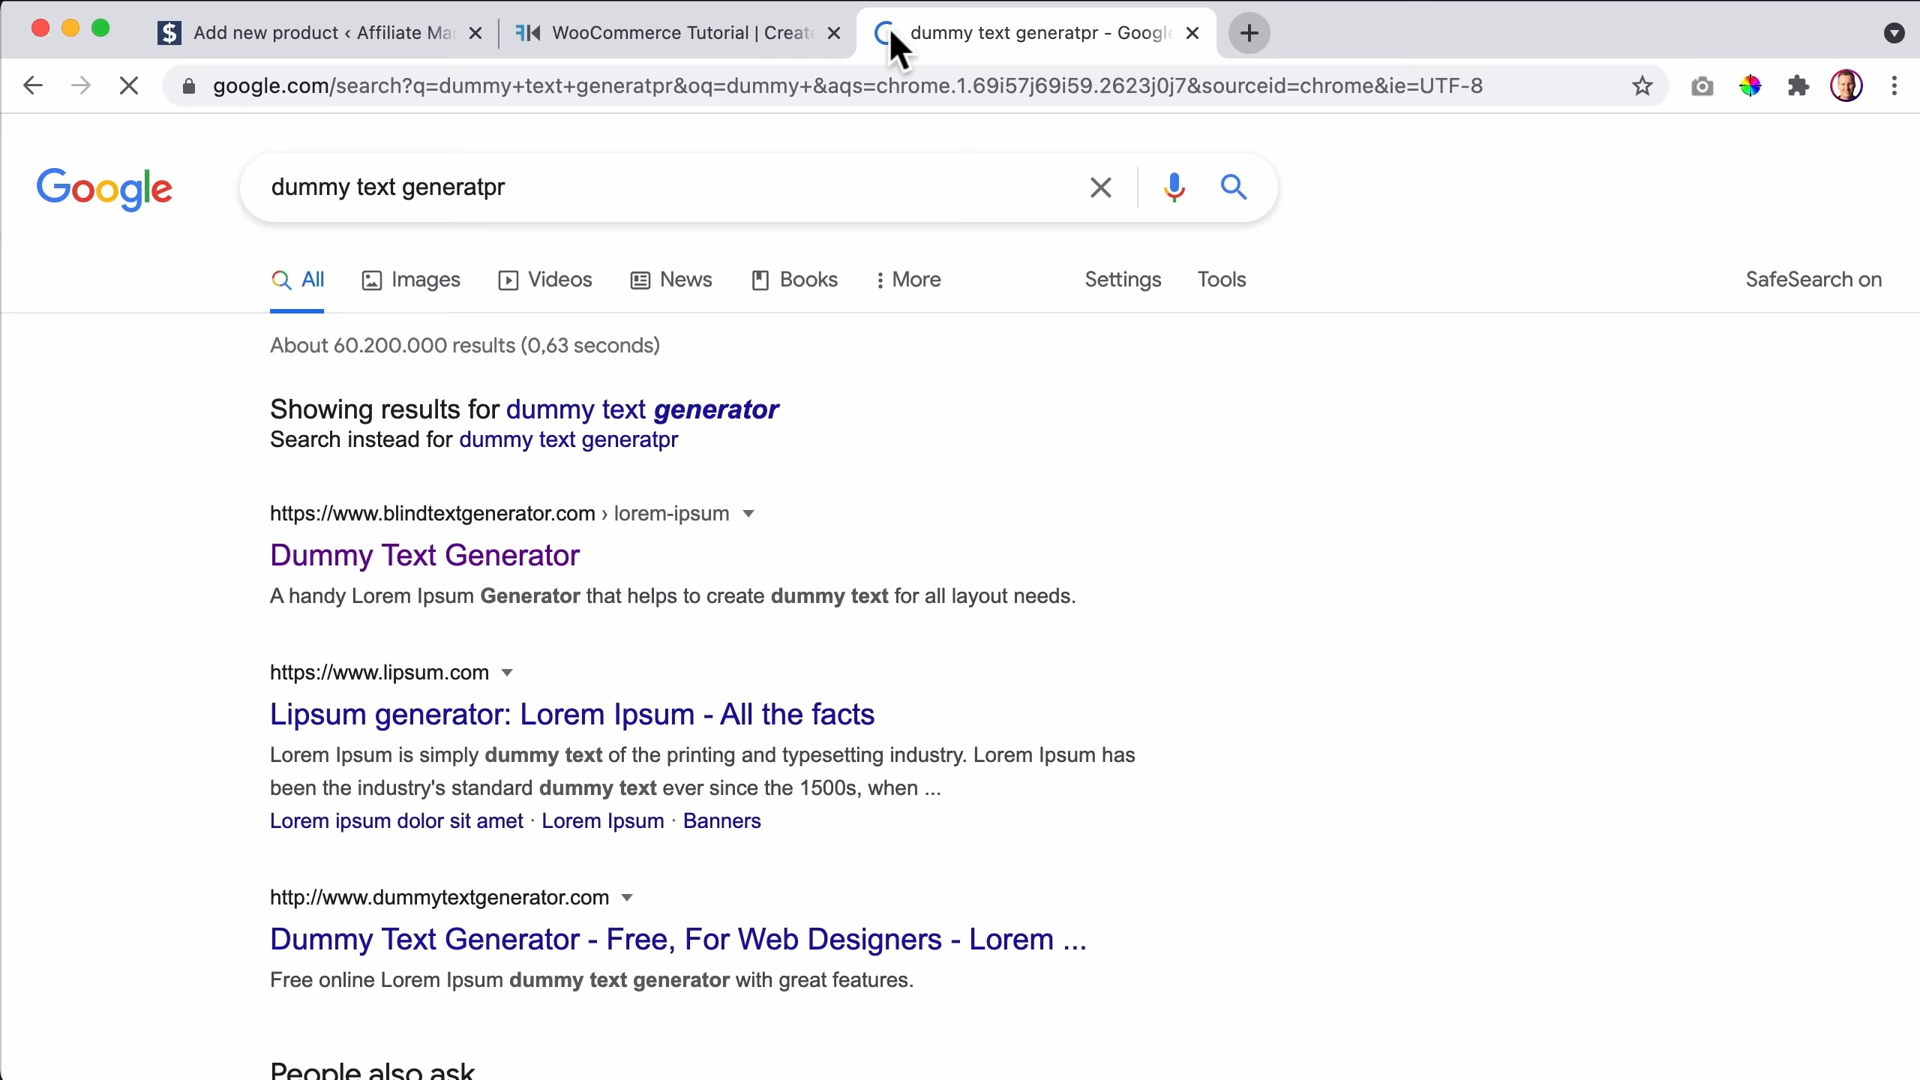 Add new product ‹ Affiliate Ma
WooCommerce Tutorial | Creat
dummy text generatpr - Googl
google.com/search?q=dummy+text+generatpr&oq=dummy+&aqs=chrome.1.69i57j69i59.2623j0j7&sourceid=chrome&ie=UTF-8
Google
dummy text generatpr
All
Images
Videos
News
Books
More
Settings
Tools
SafeSearch on
About 60.200.000 results (0,63 seconds)
Showing results for dummy text generator
Search instead for dummy text generatpr
https://www.blindtextgenerator.com › lorem-ipsum
Dummy Text Generator
A handy Lorem Ipsum Generator that helps to create dummy text for all layout needs.
https://www.lipsum.com
Lipsum generator: Lorem Ipsum - All the facts
Lorem Ipsum is simply dummy text of the printing and typesetting industry. Lorem Ipsum has
been the industry's standard dummy text ever since the 1500s, when ...
Lorem ipsum dolor sit amet · Lorem Ipsum · Banners
http://www.dummytextgenerator.com
Dummy Text Generator - Free, For Web Designers - Lorem ...
Free online Lorem Ipsum dummy text generator with great features.
People also ask